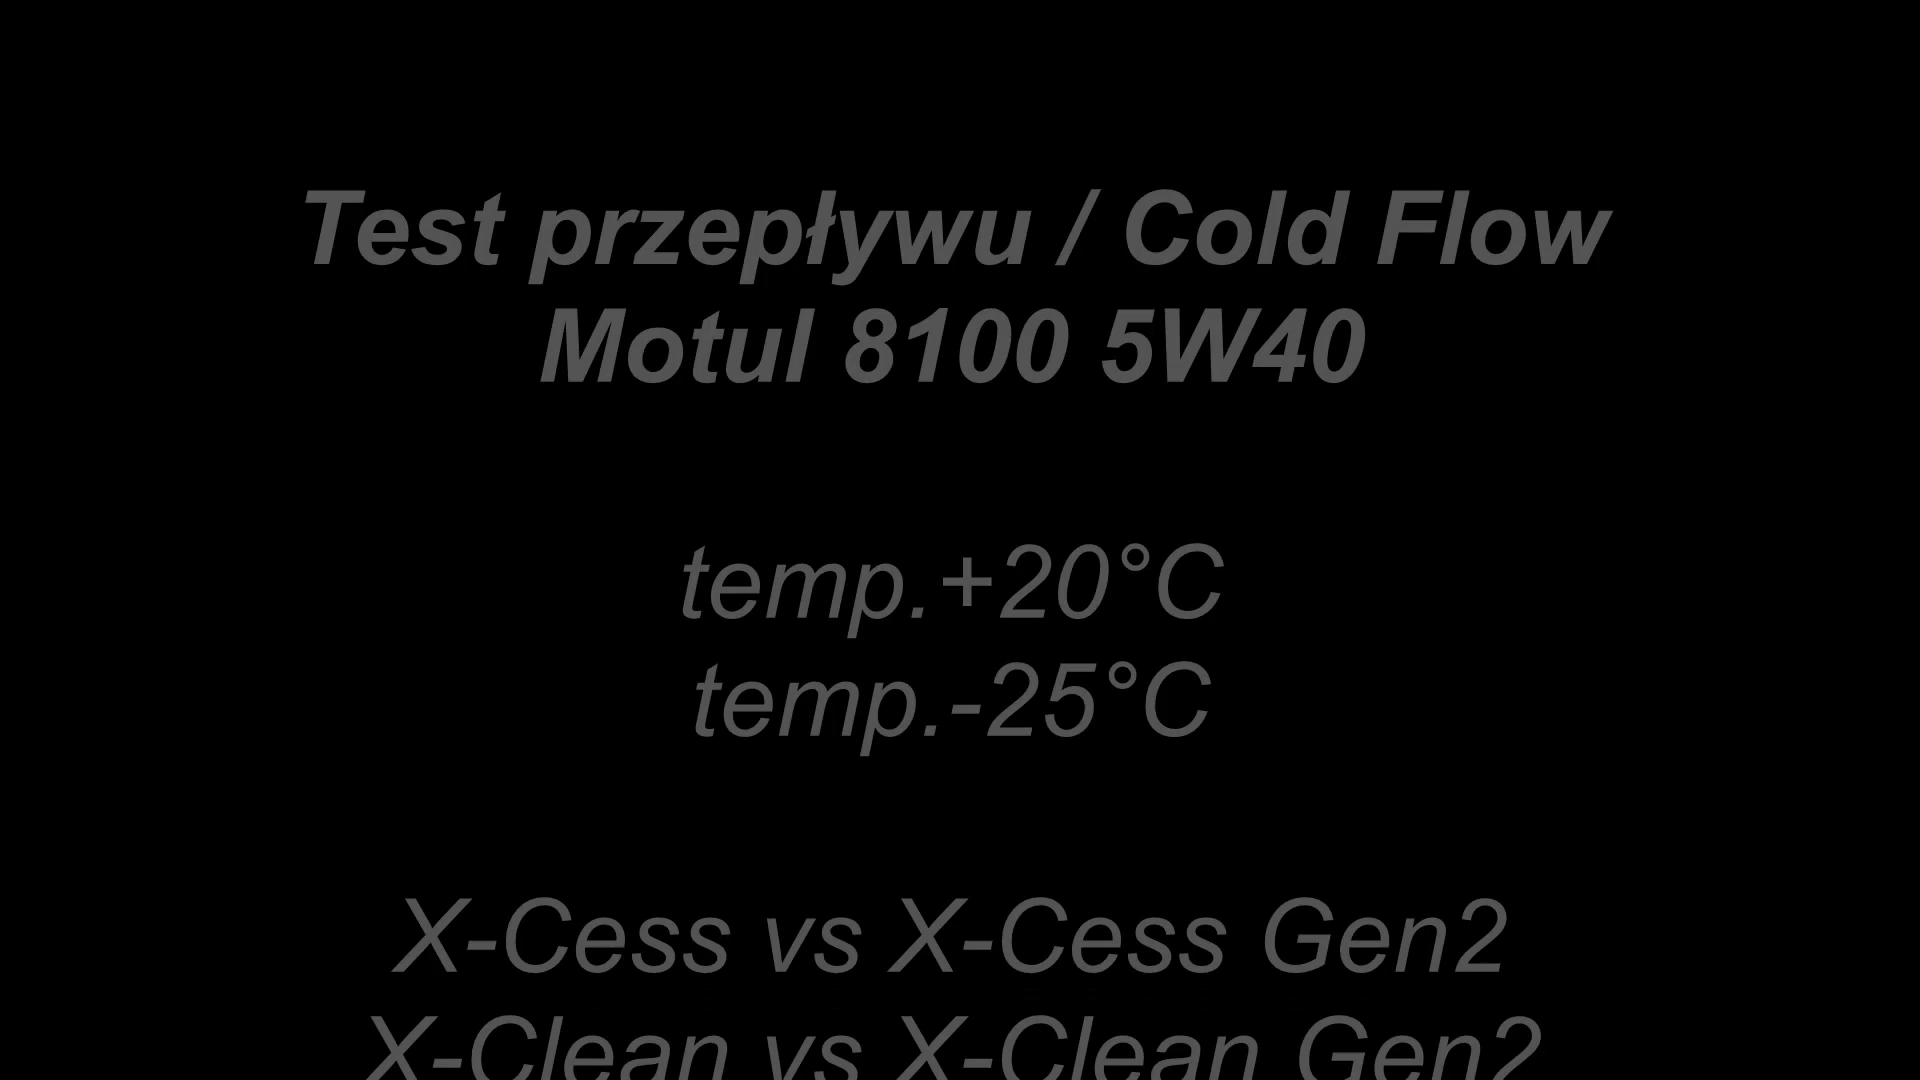 Test przepływu / Cold Flow
Motul 8100 5W40
temp.+20°C
temp.-25°C
X-Cess vs X-Cess Gen2
X-Clean vs X-Clean Gen2